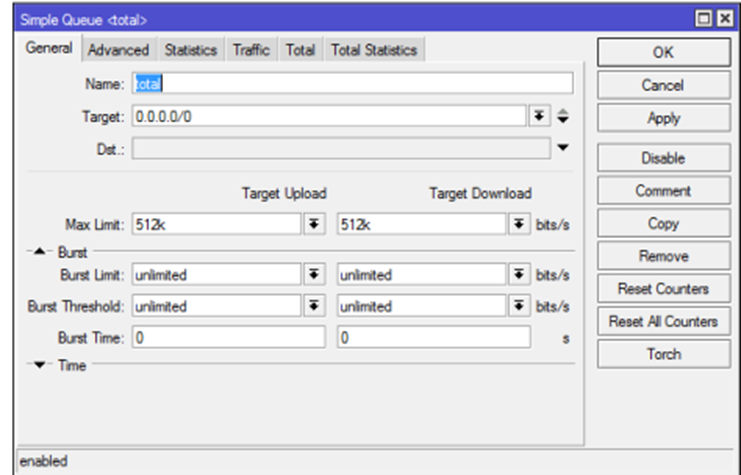 Simple Queue <total>
General Advanced Statistics Traffic Total Total Statistics
Name: total
Target: 0.0.0.0/0
Dst.:
Target Upload Target Download
Max Limit: 512k 512k bits/s
Burst
Burst Limit: unlimited unlimited bits/s
Burst Threshold: unlimited unlimited bits/s
Burst Time: 0 0 s
Time
OK
Cancel
Apply
Disable
Comment
Copy
Remove
Reset Counters
Reset All Counters
Torch
enabled